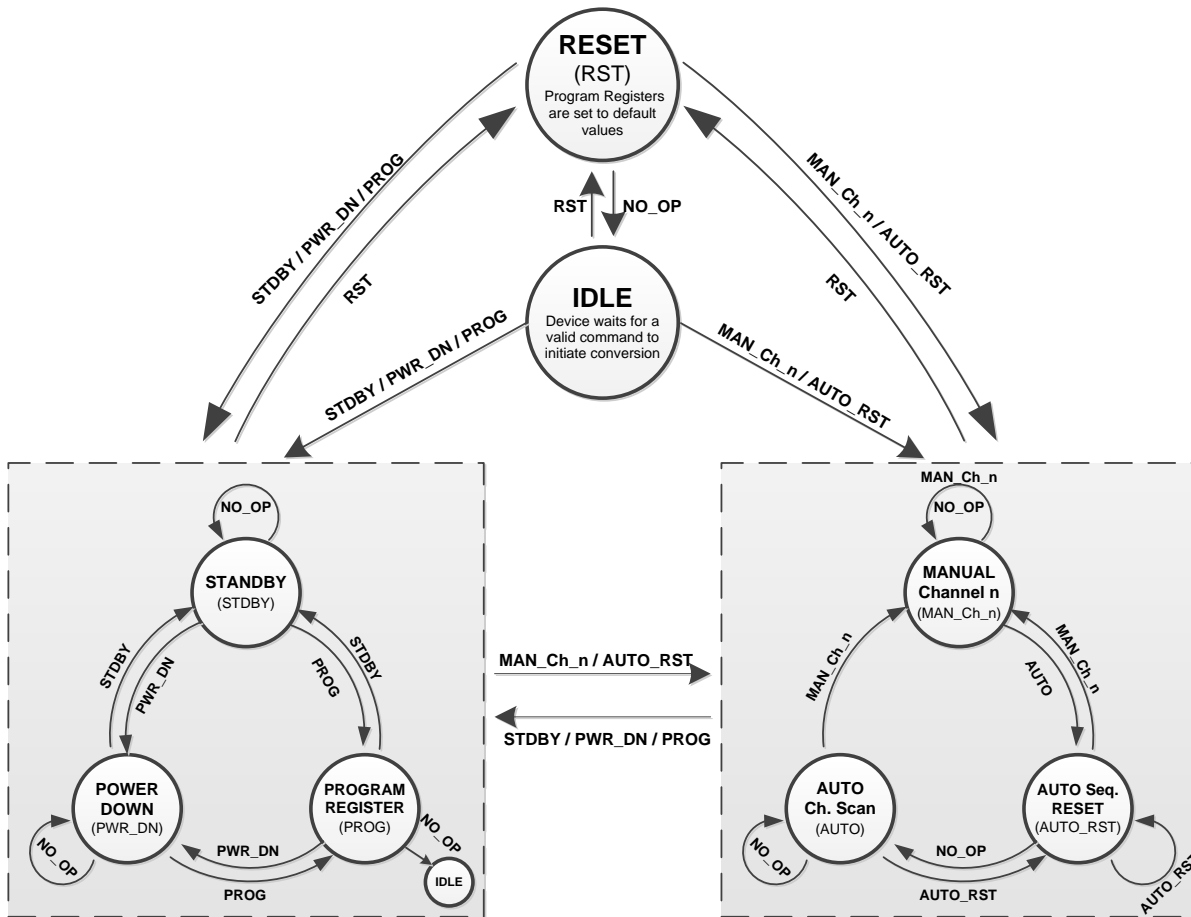 RESET
(RST)
Program Registers
are set to default
values
STDBY / PWR_DN / PROG
RST
RST
NO_OP
MAN_Ch_n / AUTO_RST
RST
IDLE
Device waits for a
valid command to
initiate conversion
STDBY / PWR_DN / PROG
MAN_Ch_n / AUTO_RST
NO_OP
STANDBY
(STDBY)
STDBY
PWR_DN
PROG
STDBY
POWER
DOWN
(PWR_DN)
NO_OP
PROGRAM
REGISTER
(PROG)
NO_OP
IDLE
PWR_DN
PROG
MAN_Ch_n / AUTO_RST
STDBY / PWR_DN / PROG
MAN_Ch_n
NO_OP
MANUAL
Channel n
(MAN_Ch_n)
MAN_Ch_n
AUTO
MAN_Ch_n
AUTO
Ch. Scan
(AUTO)
NO_OP
AUTO Seq.
RESET
(AUTO_RST)
NO_OP
AUTO_RST
AUTO_RST